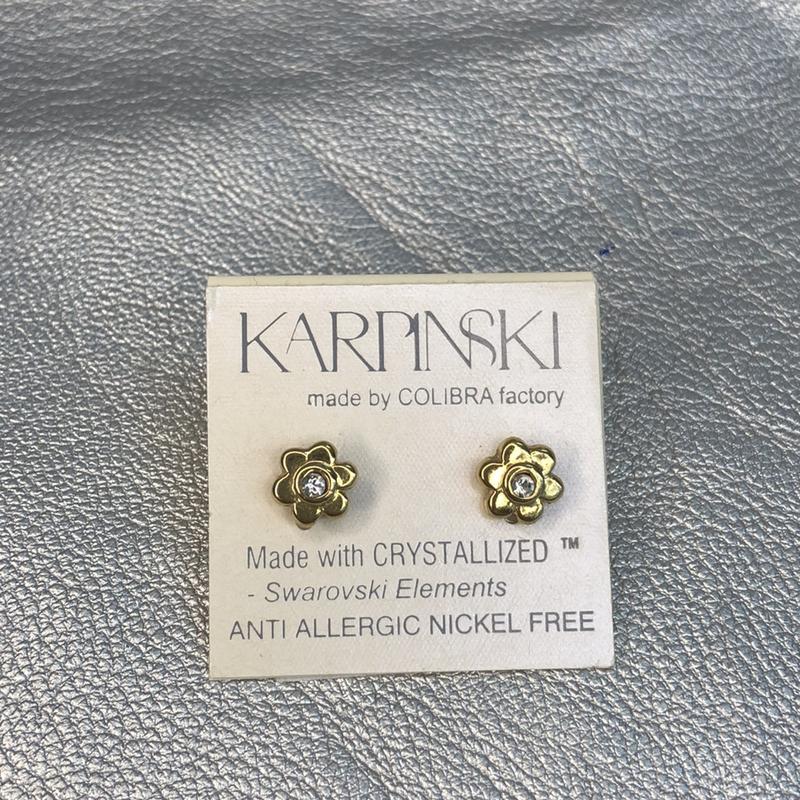 KARPINSKI
made by COLIBRA factory
Made with CRYSTALLIZED ™
- Swarovski Elements
ANTI ALLERGIC NICKEL FREE